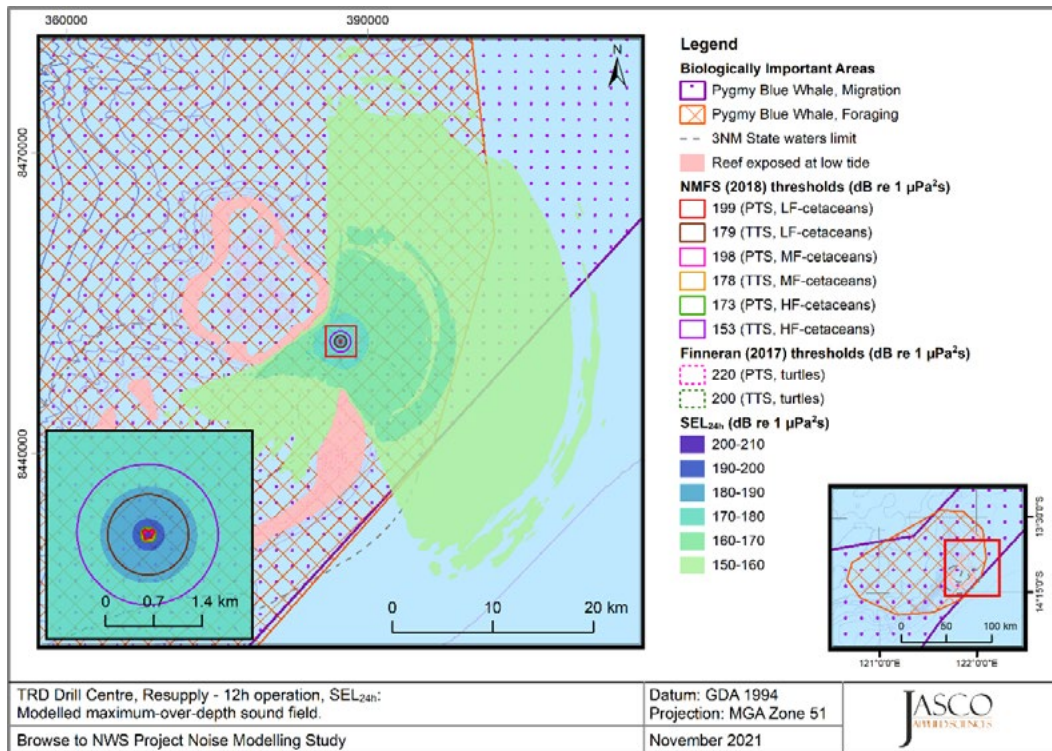 360000
390000
8470000
8440000
N
0 0.7 1.4 km
0 10 20 km
Legend
Biologically Important Areas
Pygmy Blue Whale, Migration
Pygmy Blue Whale, Foraging
3NM State waters limit
Reef exposed at low tide
NMFS (2018) thresholds (dB re 1 µPa²s)
199 (PTS, LF-cetaceans)
179 (TTS, LF-cetaceans)
198 (PTS, MF-cetaceans)
178 (TTS, MF-cetaceans)
173 (PTS, HF-cetaceans)
153 (TTS, HF-cetaceans)
Finneran (2017) thresholds (dB re 1 µPa²s)
220 (PTS, turtles)
200 (TTS, turtles)
SEL24h (dB re 1 µPa²s)
200-210
190-200
180-190
170-180
160-170
150-160
13°30'0"S
14°15'0"S
0 50 100 km
121°0'0"E
122°0'0"E
TRD Drill Centre, Resupply - 12h operation, SEL24h:
Modelled maximum-over-depth sound field.
Browse to NWS Project Noise Modelling Study
Datum: GDA 1994
Projection: MGA Zone 51
November 2021
JASCO
APPLIED SCIENCES